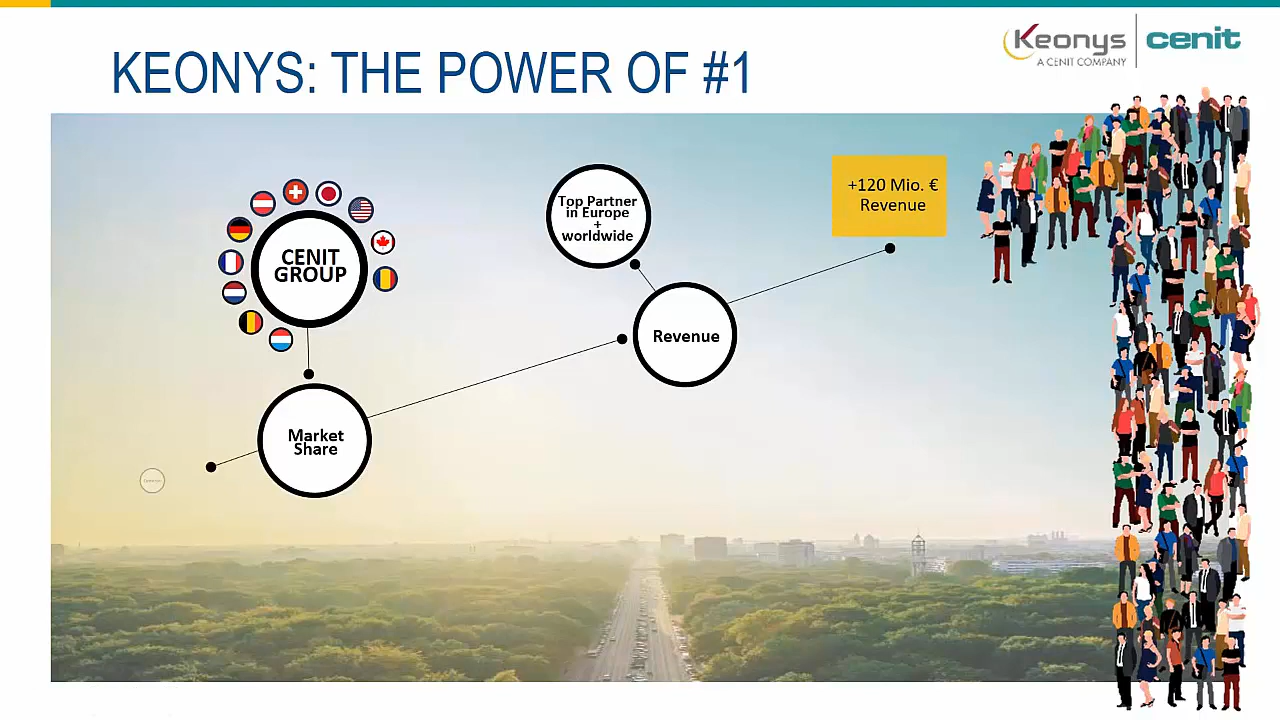 KEONYS: THE POWER OF #1
Keonys
A CENIT COMPANY
cenit
CENIT
GROUP
Top Partner
in Europe
+
worldwide
+120 Mio. €
Revenue
Revenue
Market
Share